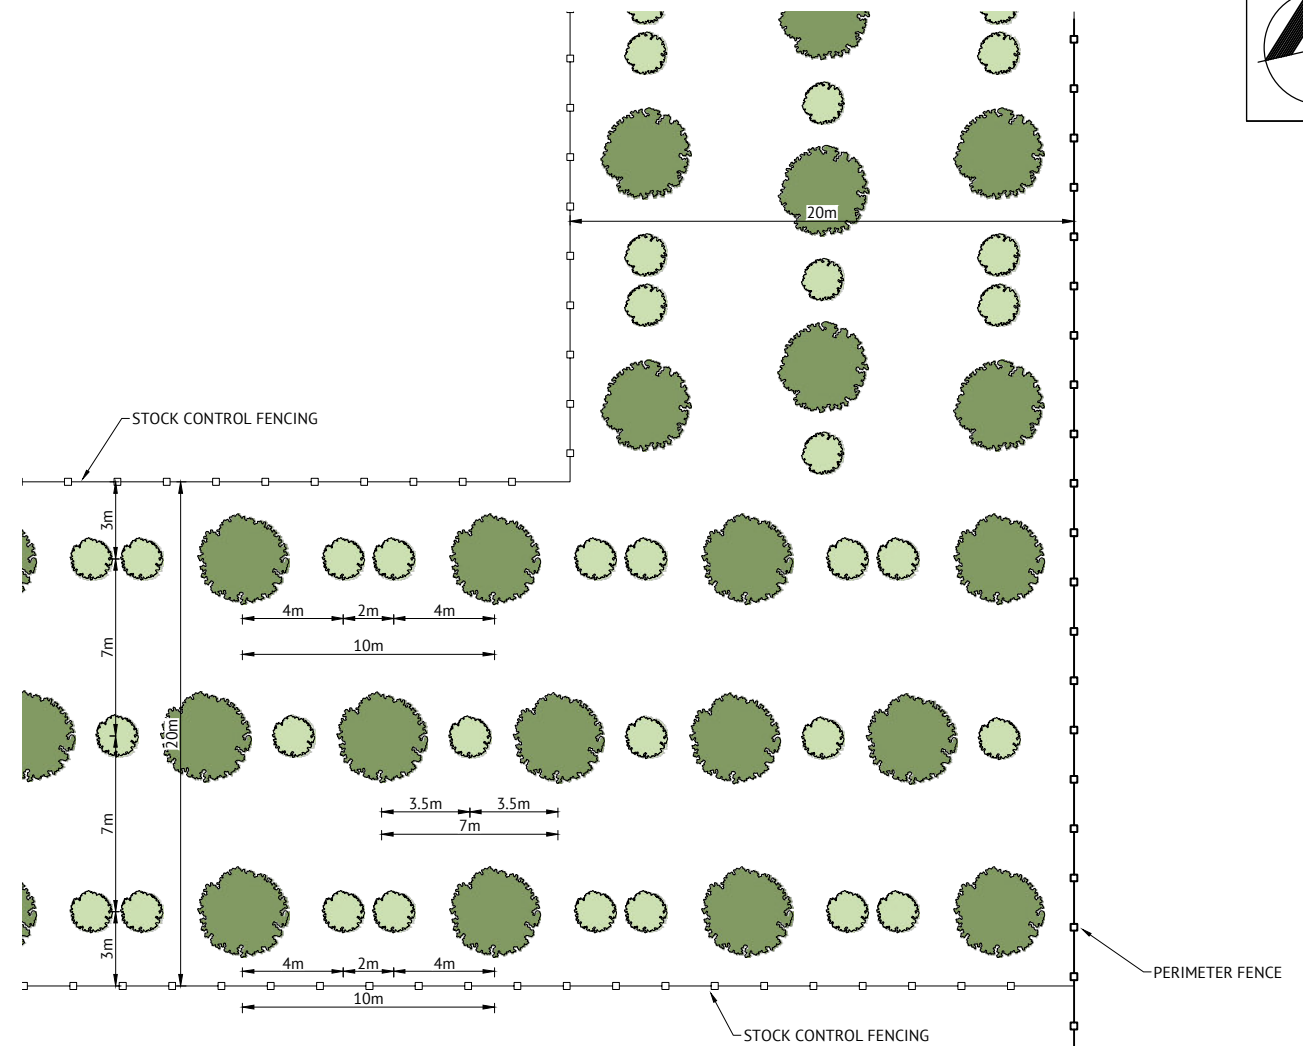 20m
STOCK CONTROL FENCING
3m
4m 2m 4m
7m
10m
20m
3.5m 3.5m
7m
7m
4m 2m 4m
3m
PERIMETER FENCE
10m
STOCK CONTROL FENCING